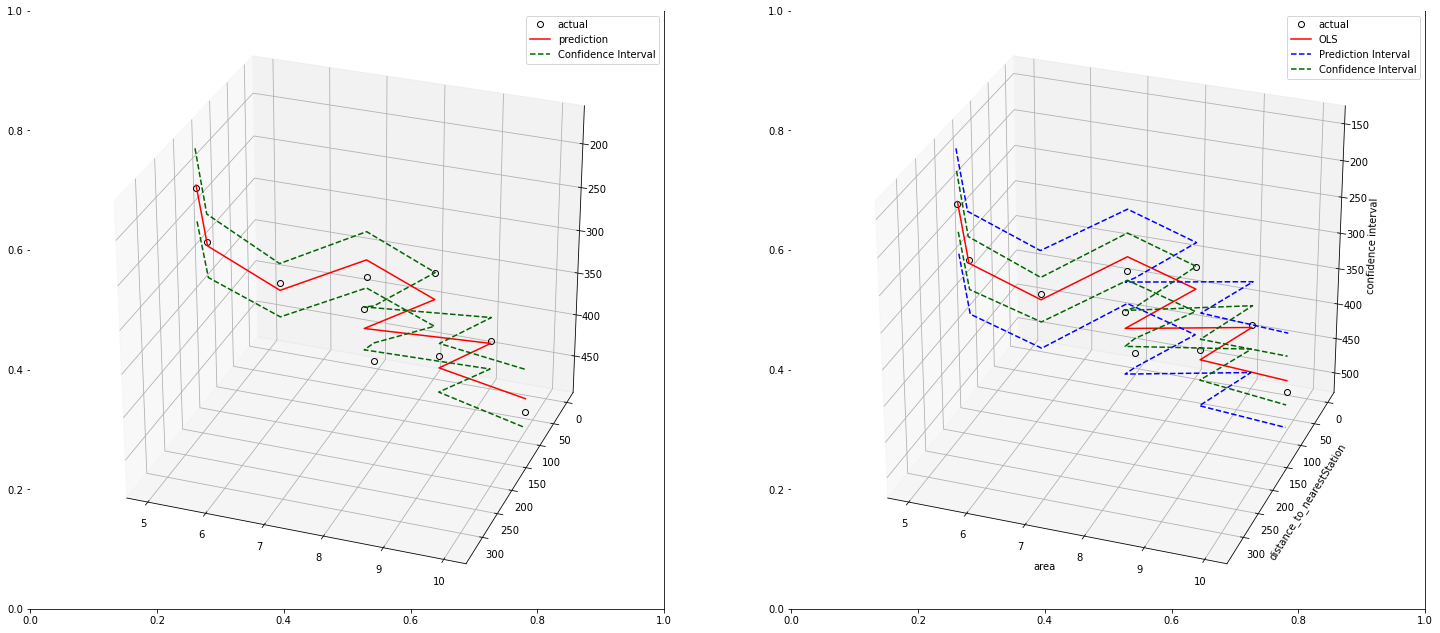 1.0
0.8
0.6
0.4
0.2
0.0
0.0 0.2 0.4 0.6 0.8 1.0
actual
prediction
Confidence Interval
200
250
300
350
400
450
0
50
100
150
200
250
300
5 6 7 8 9 10
1.0
0.8
0.6
0.4
0.2
0.0
0.0 0.2 0.4 0.6 0.8 1.0
actual
OLS
Prediction Interval
Confidence Interval
150
200
250
300
350
400
450
500
confidence interval
0
50
100
150
200
250
300
distance_to_nearestStation
5 6 7 8 9 10
area